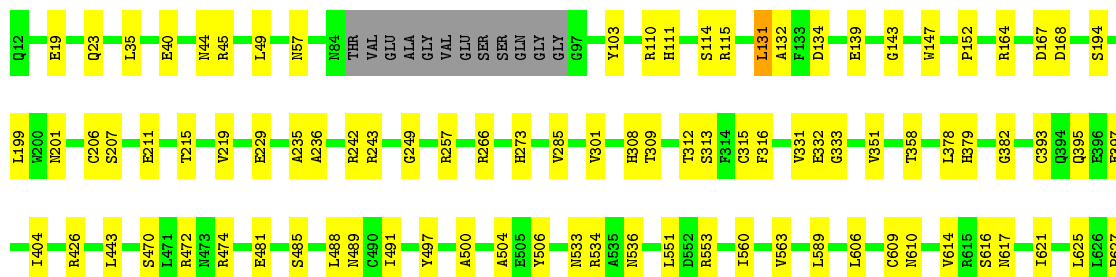 Q12 E19 Q23 L35 E40 N44 R45 L49 N57 N84 THR VAL GLU ALA GLY VAL GLU SER SER GLN GLY GLY G97 Y103 R110 H111 S114 R115 L131 A132 F133 D134 E139 G143 W147 P152 R164 D167 D168 S194
L199 W200 N201 C206 S207 E211 T215 V219 E229 A235 A236 R242 R243 G249 R257 R266 H273 V285 V301 H308 T309 T312 S313 F314 C315 F316 V331 E332 G333 V351 T358 L378 H379 G382 C393 Q394 Q395 E396
I404 R426 L443 S470 L471 R472 N473 R474 E481 S485 L488 N489 C490 I491 Y497 A500 A504 E505 Y506 N533 R534 A535 N536 L551 D552 R553 I560 V563 L589 L606 C609 N610 V614 R615 S616 N617 I621 L625 L626